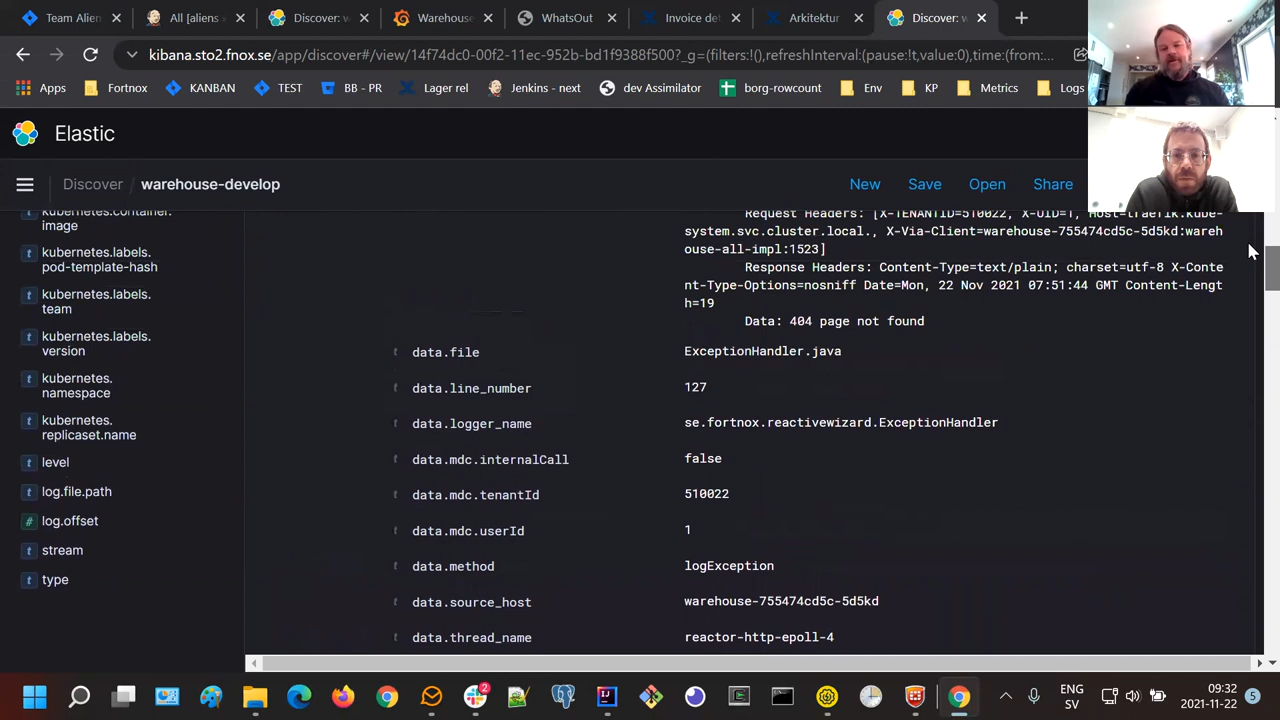 Team Alien
All [aliens x
Discover: w
Warehouse
WhatsOut
Invoice det
Arkitektur
Discover: w
kibana.sto2.fnox.se/app/discover#/view/14f74dc0-f0f2-11ec-952b-bd1f9388f500?_g=(filters:!(),refreshInterval:(pause:!t,value:0),time:(from:...
Apps
Fortnox
KANBAN
TEST
BB - PR
Lager rel
Jenkins - next
dev Assimilator
borg-rowcount
Env
KP
Metrics
Logs
Elastic
Discover / warehouse-develop
New
Save
Open
Share
kubernetes.container.
image
kubernetes.labels.
pod-template-hash
kubernetes.labels.
team
kubernetes.labels.
version
kubernetes.
namespace
kubernetes.
replicaset.name
t level
t log.file.path
# log.offset
t stream
t type
Request Headers: [X-TENANTID=510022, X-UID=1, Host=traefik.kube-
system.svc.cluster.local., X-Via-Client=warehouse-755474cd5c-5d5kd:wareh
ouse-all-impl:1523]
Response Headers: Content-Type=text/plain; charset=utf-8 X-Conte
nt-Type-Options=nosniff Date=Mon, 22 Nov 2021 07:51:44 GMT Content-Lengt
h=19
Data: 404 page not found
t data.file ExceptionHandler.java
t data.line_number 127
t data.logger_name se.fortnox.reactivewizard.ExceptionHandler
t data.mdc.internalCall false
t data.mdc.tenantId 510022
t data.mdc.userId 1
t data.method logException
t data.source_host warehouse-755474cd5c-5d5kd
t data.thread_name reactor-http-epoll-4
2
ENG
SV
09:32
2021-11-22
5